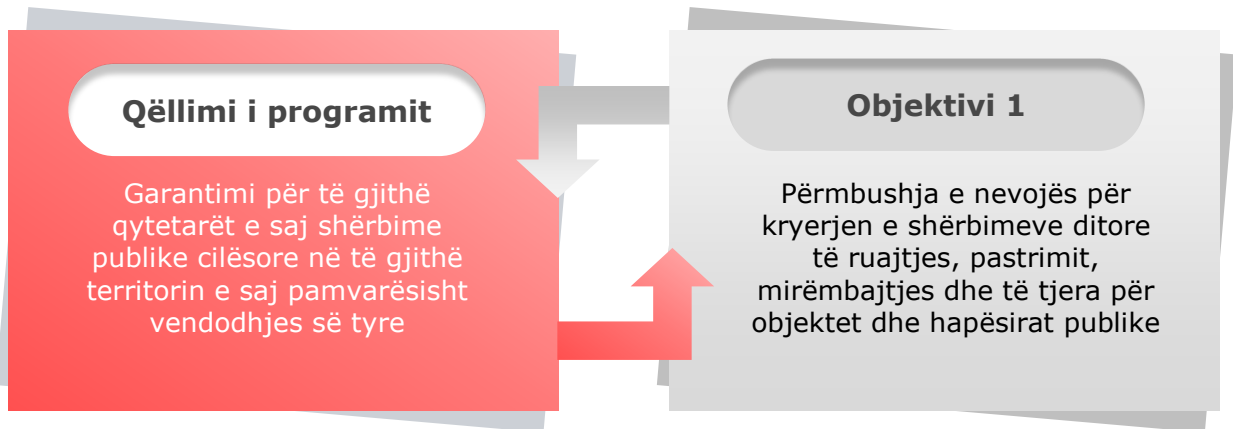 Qëllimi i programit
Garantimi për të gjithë
qytetarët e saj shërbime
publike cilësore në të gjithë
territorin e saj pamvarësisht
vendodhjes së tyre
Objektivi 1
Përmbushja e nevojës për
kryerjen e shërbimeve ditore
të ruajtjes, pastrimit,
mirëmbajtjes dhe të tjera për
objektet dhe hapësirat publike